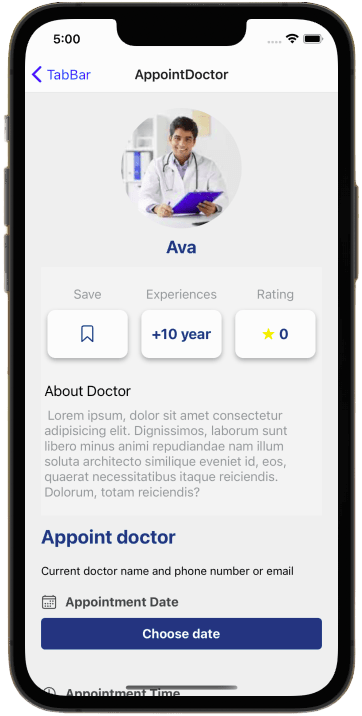 5:00
TabBar
AppointDoctor
Ava
Save Experiences Rating
+10 year
0
About Doctor
Lorem ipsum, dolor sit amet consectetur
adipisicing elit. Dignissimos, laborum sunt
libero minus animi repudiandae nam illum
soluta architecto similique eveniet id, eos,
quaerat necessitatibus itaque reiciendis.
Dolorum, totam reiciendis?
Appoint doctor
Current doctor name and phone number or email
Appointment Date
Choose date
Appointment Time